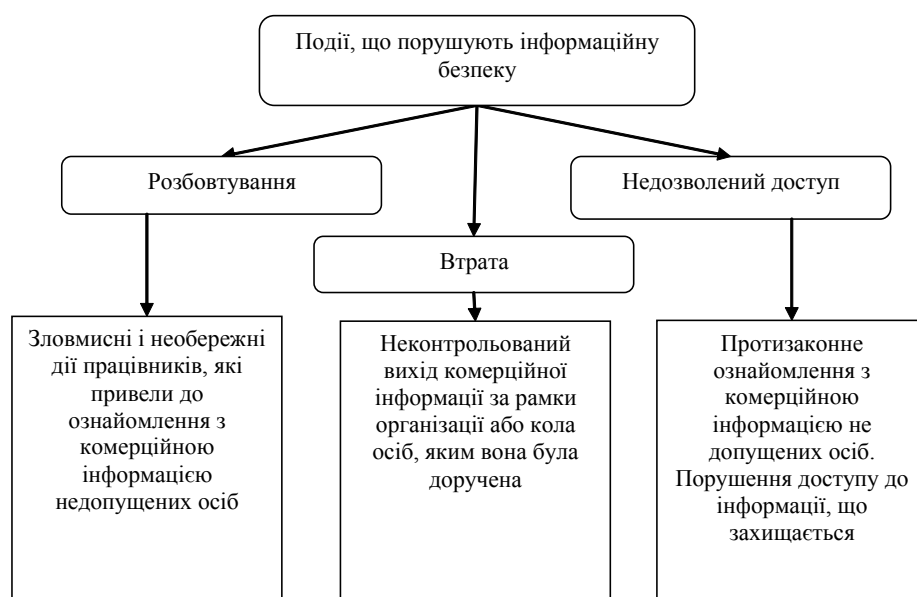 Події, що порушують інформаційну
безпеку
Розбовтування
Недозволений доступ
Втрата
Зловмисні і необережні
дії працівників, які
привели до
ознайомлення з
комерційною
інформацією
недопущених осіб
Неконтрольований
вихід комерційної
інформації за рамки
організації або кола
осіб, яким вона була
доручена
Протизаконне
ознайомлення з
комерційною
інформацією не
допущених осіб.
Порушення доступу до
інформації, що
захищається